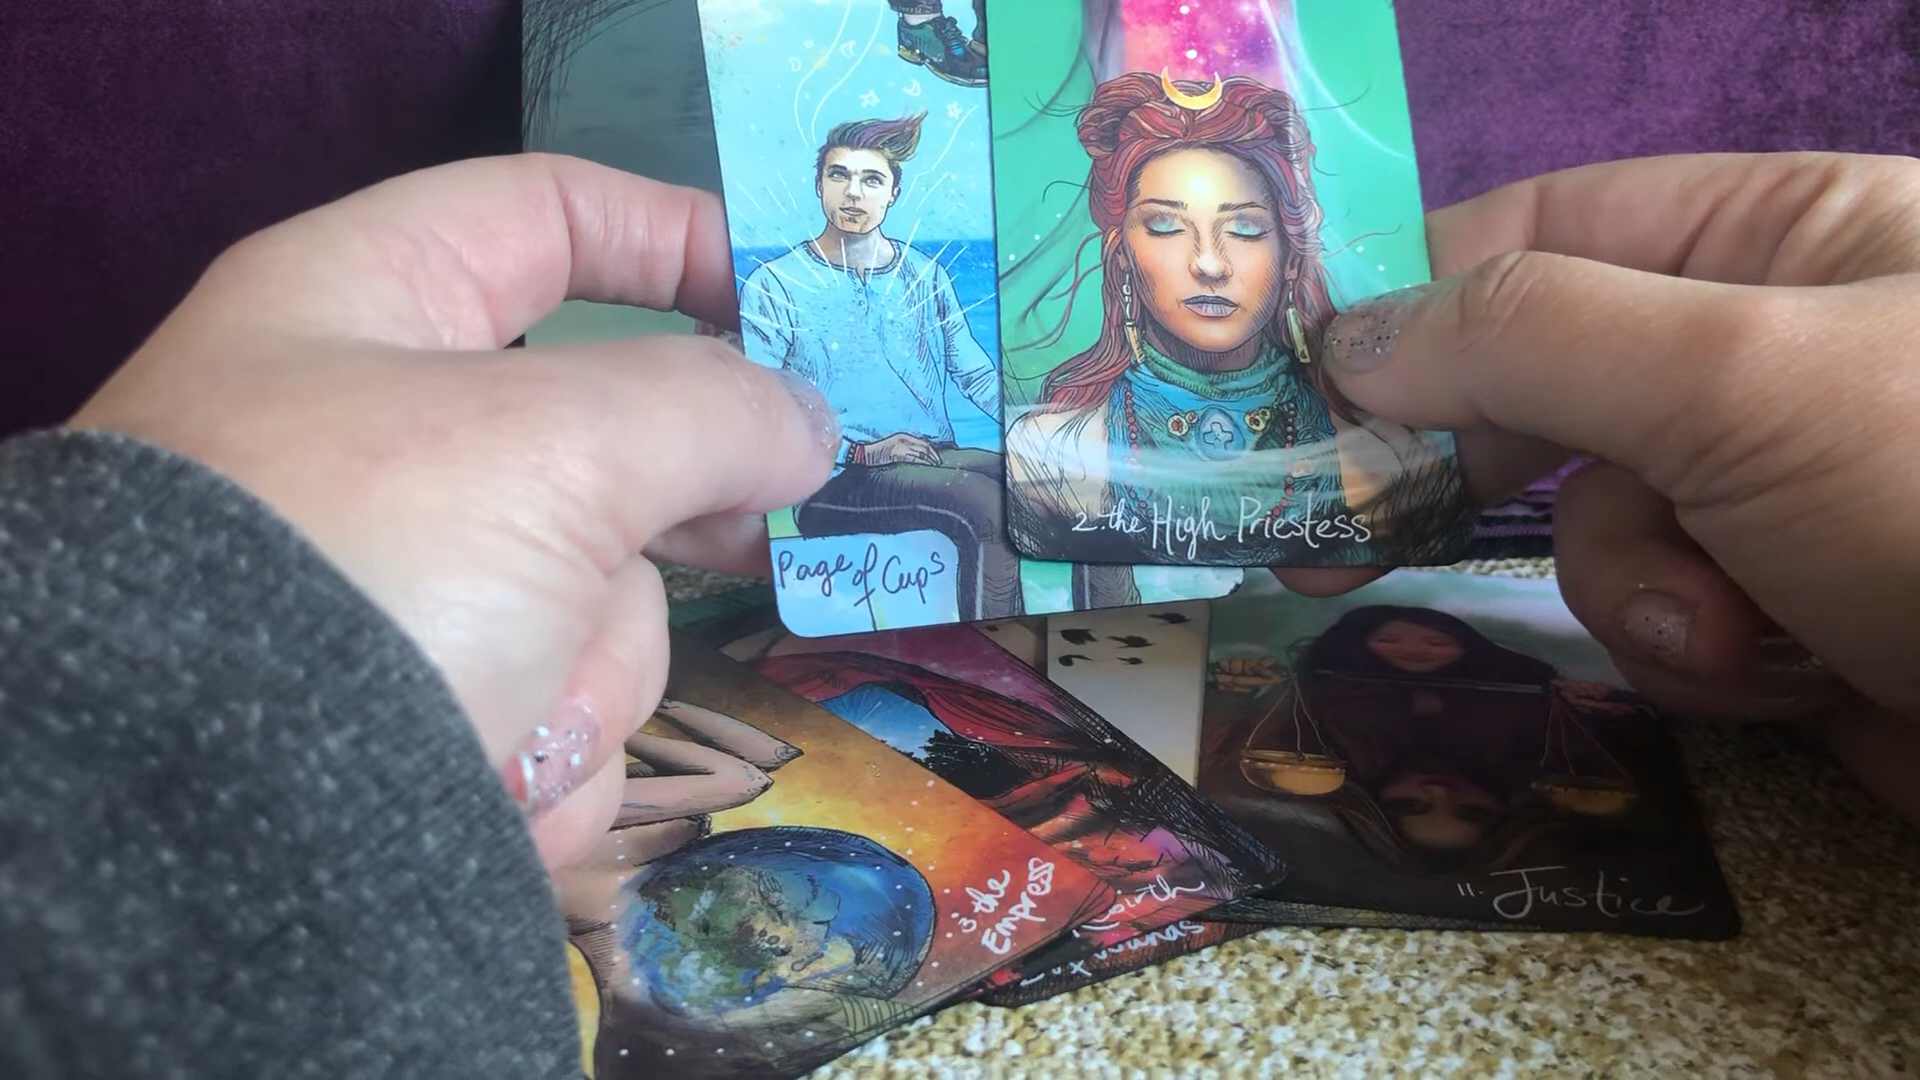 Page of Cups
2. the High Priestess
3. the
Empress
11. Justice